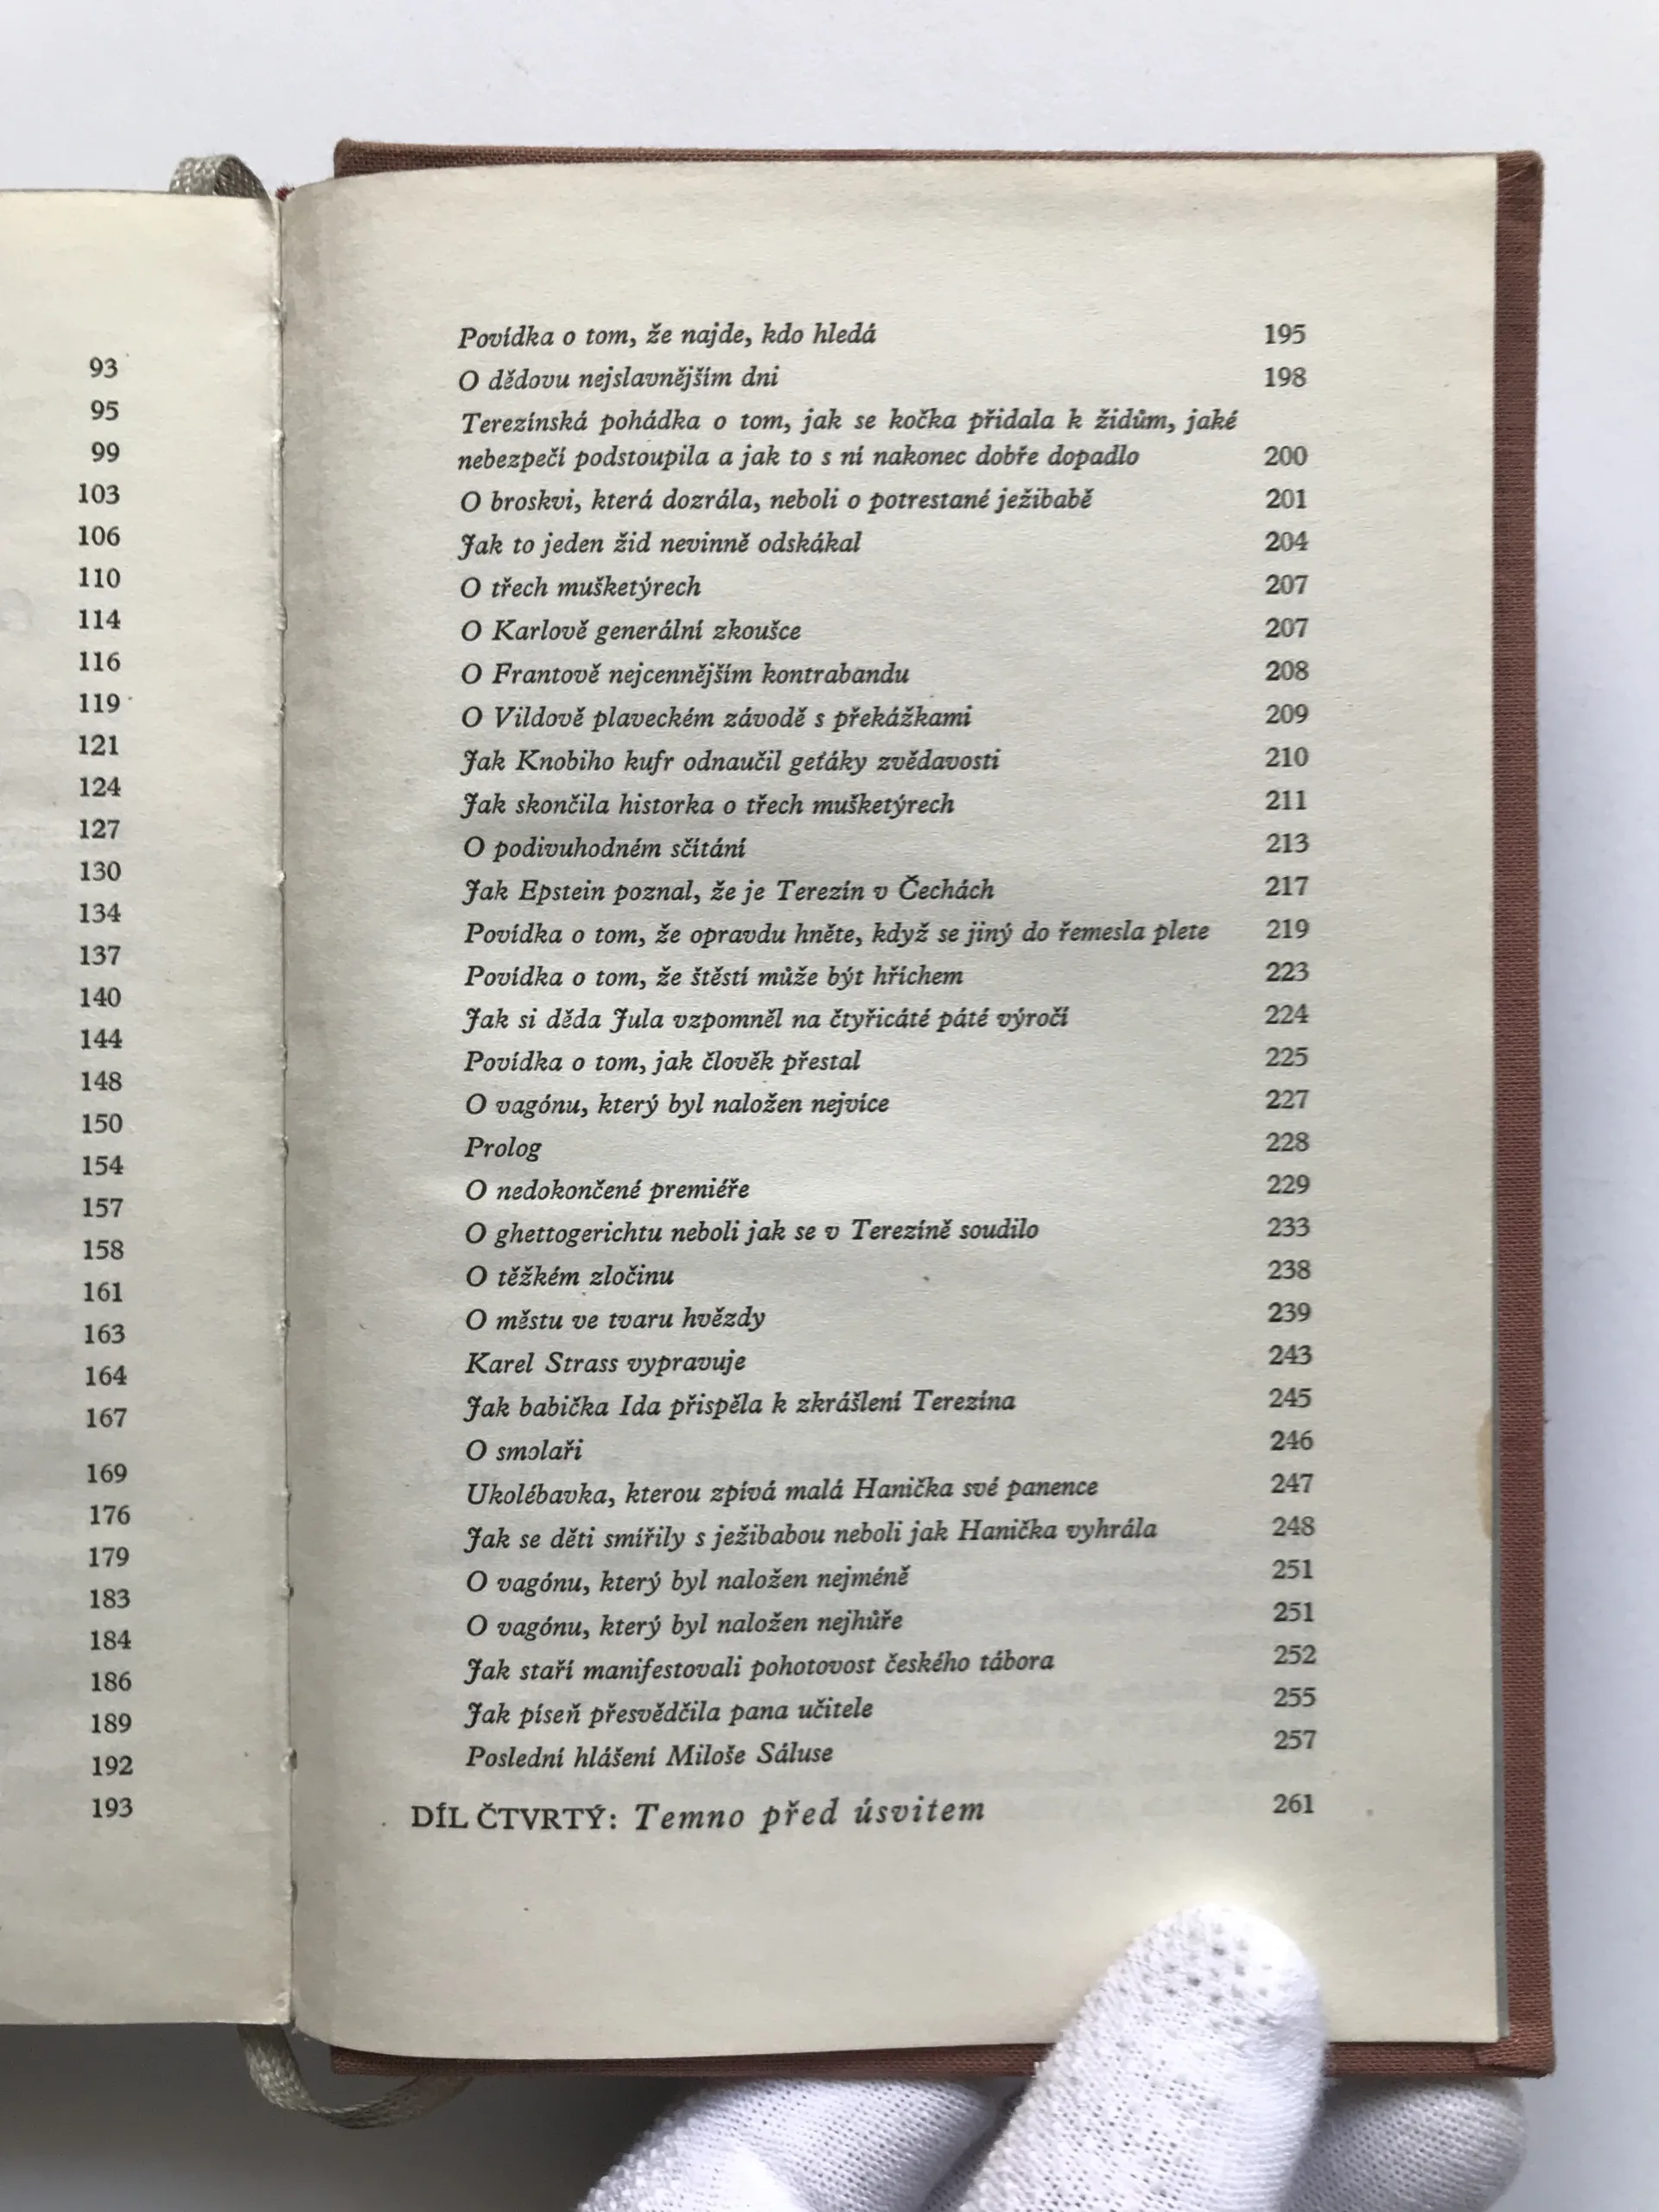 93
95
99
103
106
110
114
116
119
121
124
127
130
134
137
140
144
148
150
154
157
158
161
163
164
167
169
176
179
183
184
186
189
192
193
Povídka o tom, že najde, kdo hledá 195
O dědovu nejslavnějším dni 198
Terezínská pohádka o tom, jak se kočka přidala k židům, jaké
nebezpečí podstoupila a jak to s ní nakonec dobře dopadlo 200
O broskvi, která dozrála, neboli o potrestané ježibabě 201
Jak to jeden žid nevinně odskákal 204
O třech mušketýrech 207
O Karlově generální zkoušce 207
O Frantově nejcennějším kontrabandu 208
O Vildově plaveckém závodě s překážkami 209
Jak Knobiho kufr odnaučil geťáky zvědavosti 210
Jak skončila historka o třech mušketýrech 211
O podivuhodném sčítání 213
Jak Epstein poznal, že je Terezín v Čechách 217
Povídka o tom, že opravdu hněte, když se jiný do řemesla plete 219
Povídka o tom, že štěstí může být hříchem 223
Jak si děda Jula vzpomněl na čtyřicáté páté výročí 224
Povídka o tom, jak člověk přestal 225
O vagónu, který byl naložen nejvíce 227
Prolog 228
O nedokončené premiéře 229
O ghettogerichtu neboli jak se v Terezíně soudilo 233
O těžkém zločinu 238
O městu ve tvaru hvězdy 239
Karel Strass vypravuje 243
Jak babička Ida přispěla k zkrášlení Terezína 245
O smolaři 246
Ukolébavka, kterou zpívá malá Hanička své panence 247
Jak se děti smířily s ježibabou neboli jak Hanička vyhrála 248
O vagónu, který byl naložen nejméně 251
O vagónu, který byl naložen nejhůře 251
Jak staří manifestovali pohotovost českého tábora 252
Jak píseň přesvědčila pana učitele 255
Poslední hlášení Miloše Sáluse 257
DÍL ČTVRTÝ: Temno před úsvitem 261